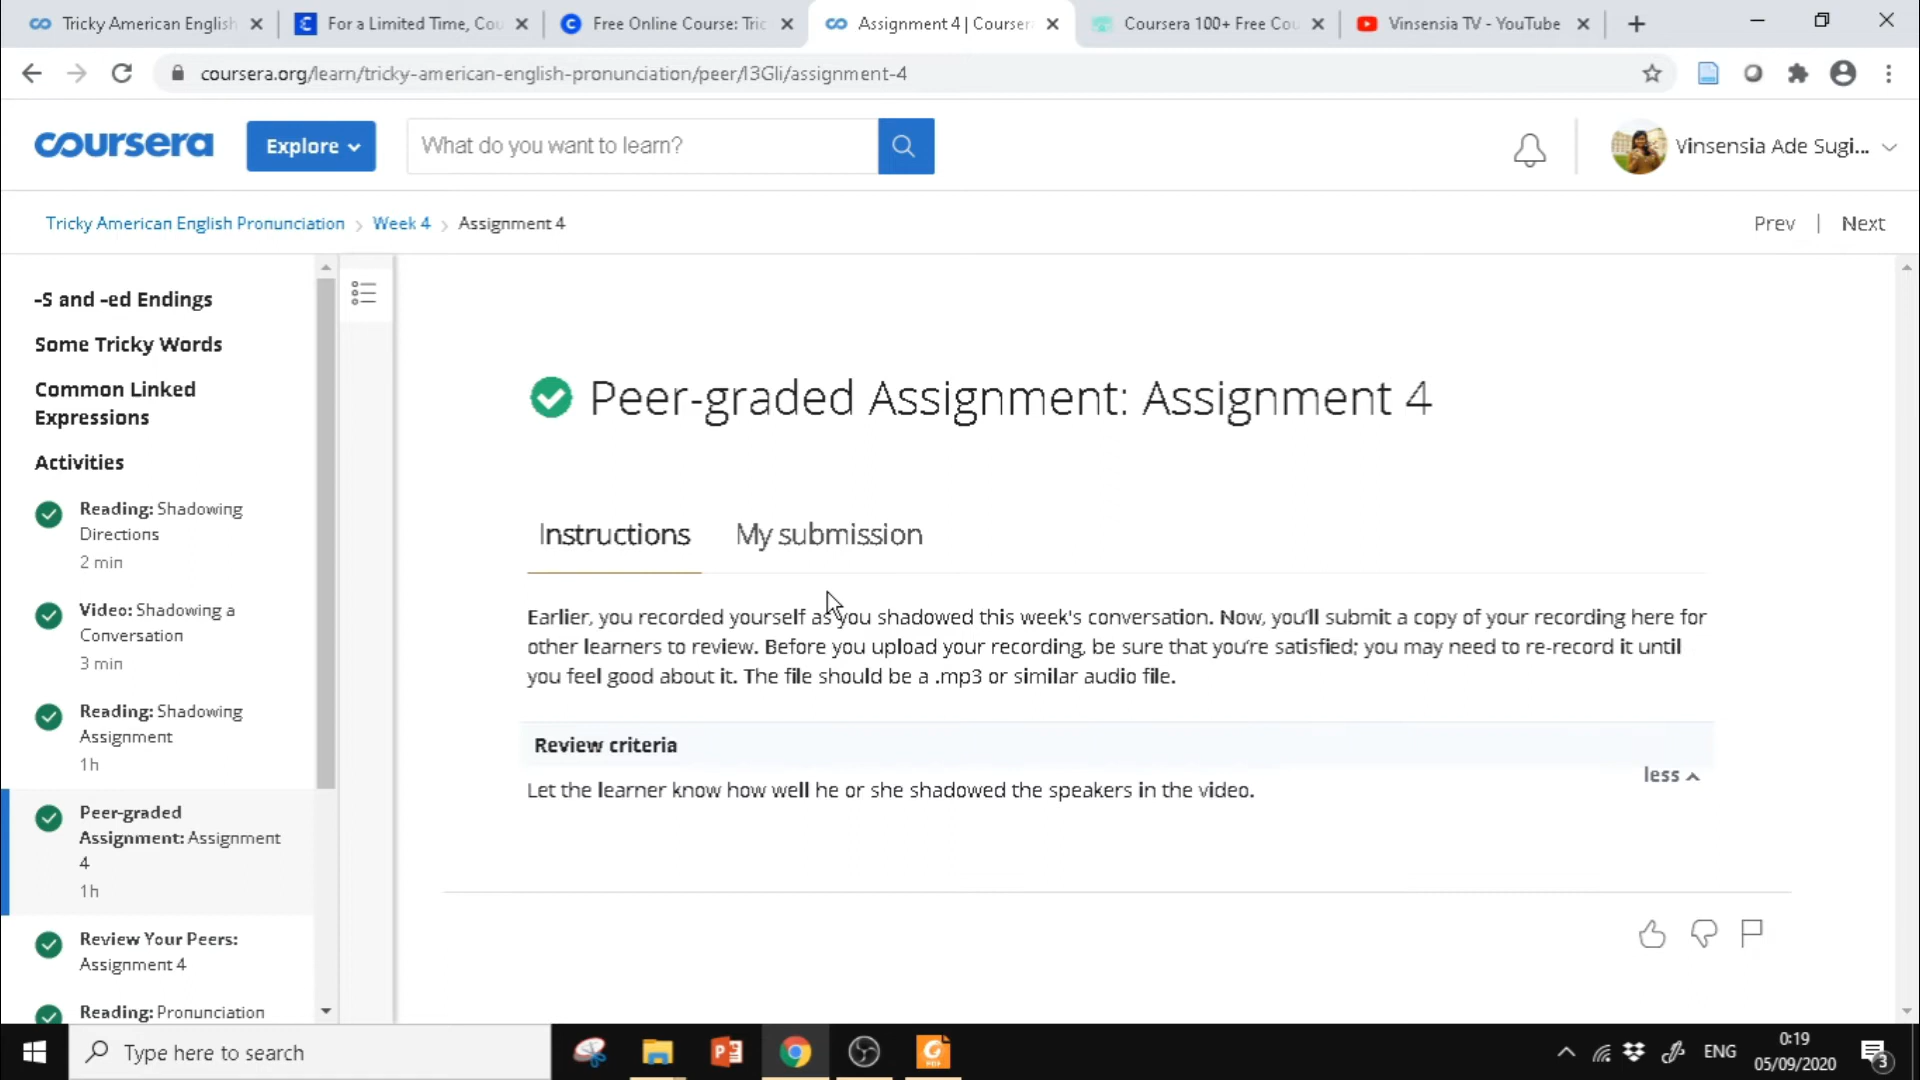 Tricky American English
For a Limited Time, Cou
Free Online Course: Tric
Assignment 4 | Courser
Coursera 100+ Free Cou
Vinsensia TV - YouTube
coursera.org/learn/tricky-american-english-pronunciation/peer/I3Gli/assignment-4
coursera
Explore
What do you want to learn?
Vinsensia Ade Sugi...
Tricky American English Pronunciation > Week 4 > Assignment 4
Prev | Next
-S and -ed Endings
Some Tricky Words
Common Linked
Expressions
Activities
Reading: Shadowing
Directions
2 min
Video: Shadowing a
Conversation
3 min
Reading: Shadowing
Assignment
1h
Peer-graded
Assignment: Assignment
4
1h
Review Your Peers:
Assignment 4
Reading: Pronunciation
Peer-graded Assignment: Assignment 4
Instructions
My submission
Earlier, you recorded yourself as you shadowed this week's conversation. Now, you'll submit a copy of your recording here for
other learners to review. Before you upload your recording, be sure that you're satisfied; you may need to re-record it until
you feel good about it. The file should be a .mp3 or similar audio file.
Review criteria
less
Let the learner know how well he or she shadowed the speakers in the video.
Type here to search
ENG
0:19
05/09/2020
3